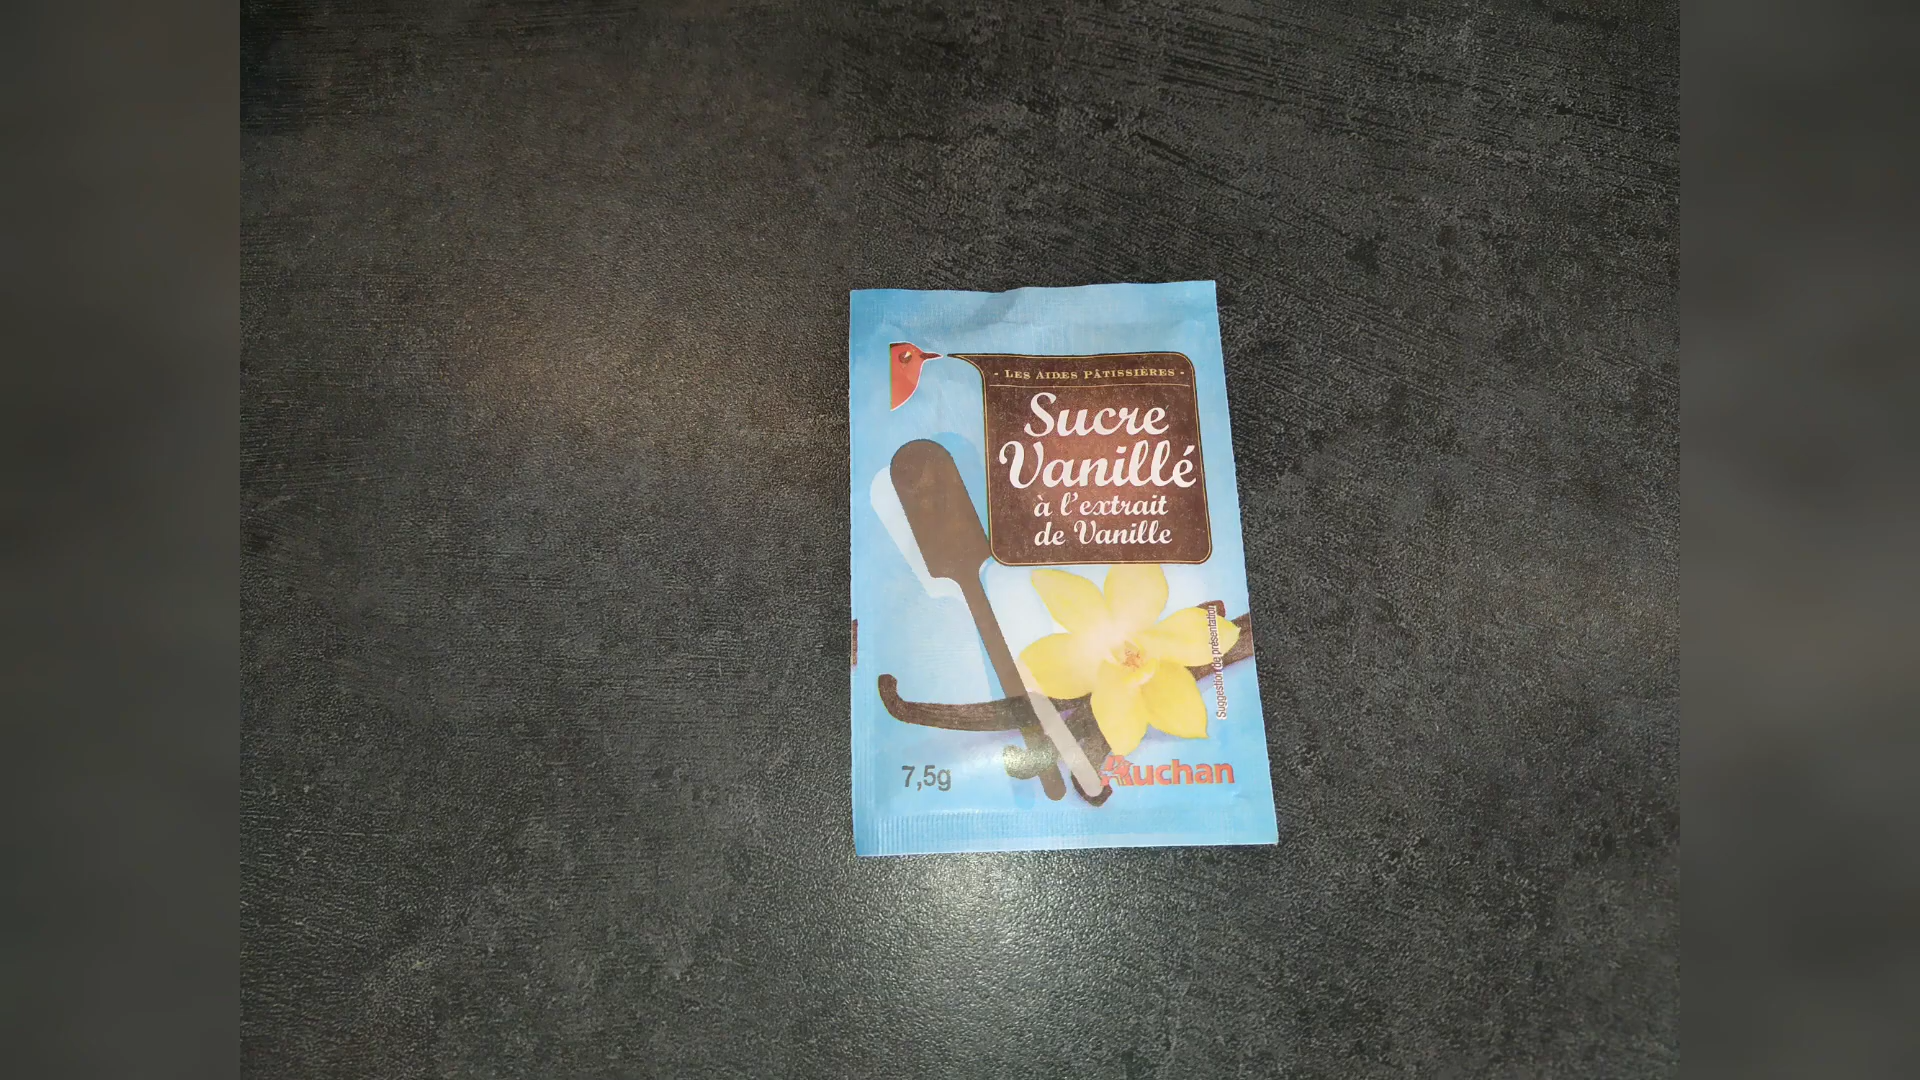 - LES AIDES PÂTISSIÈRES -
Sucre
Vanillé
à l'extrait
de Vanille
Suggestion de présentation
7,5g
Auchan